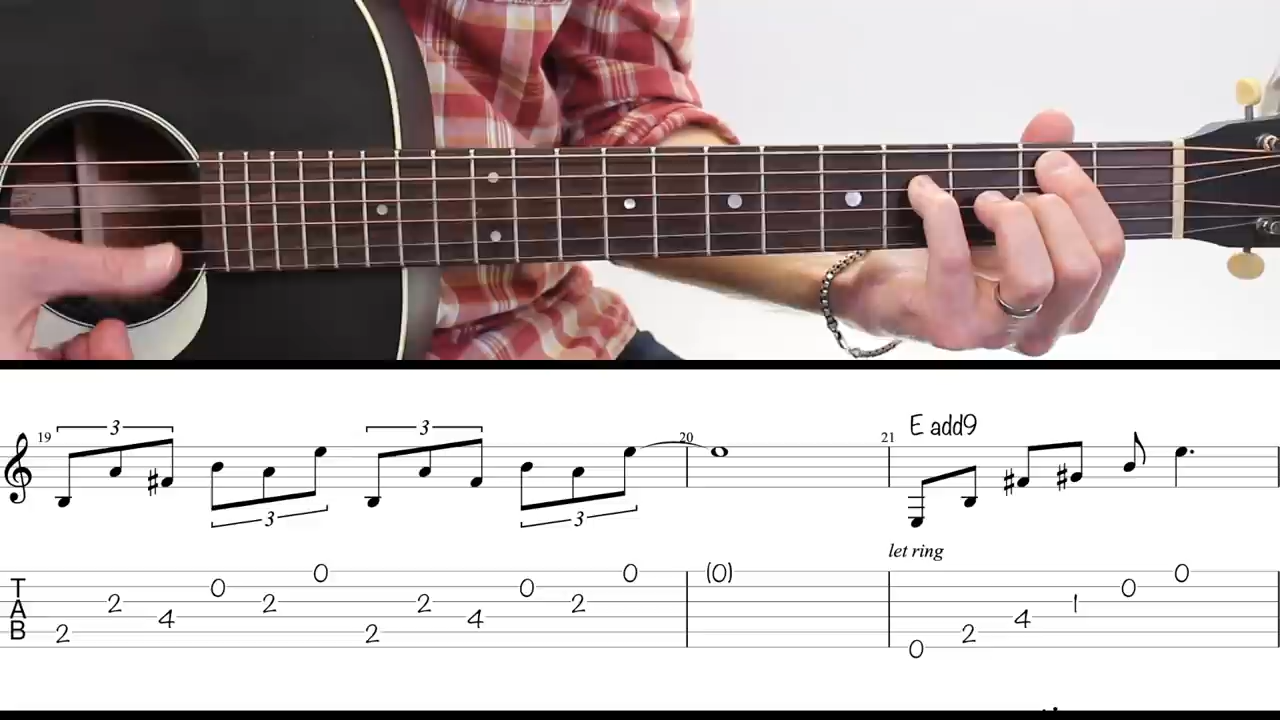 3 3
19 20 21 E add9
3 3
let ring
0 0 (0) 0
T 0 0 0
A 2 2 2 2 1
4 4 4
B 2 2 2
0